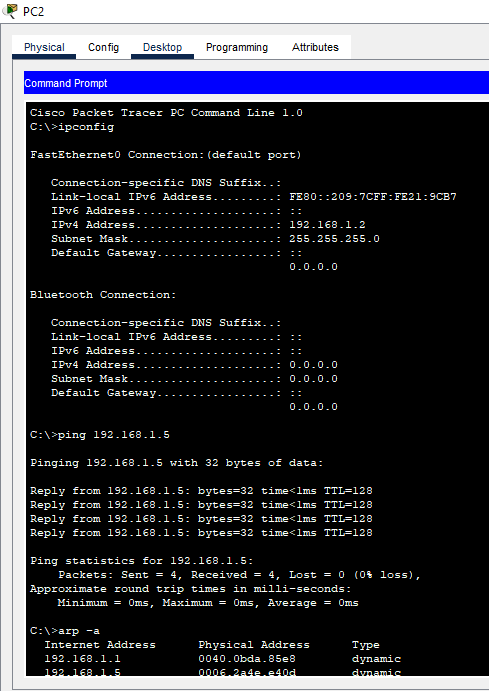 PC2
Physical Config Desktop Programming Attributes
Command Prompt
Cisco Packet Tracer PC Command Line 1.0
C:\>ipconfig
FastEthernet0 Connection:(default port)
Connection-specific DNS Suffix..:
Link-local IPv6 Address.........: FE80::209:7CFF:FE21:9CB7
IPv6 Address....................: ::
IPv4 Address....................: 192.168.1.2
Subnet Mask.....................: 255.255.255.0
Default Gateway.................: ::
0.0.0.0
Bluetooth Connection:
Connection-specific DNS Suffix..:
Link-local IPv6 Address.........: ::
IPv6 Address....................: ::
IPv4 Address....................: 0.0.0.0
Subnet Mask.....................: 0.0.0.0
Default Gateway.................: ::
0.0.0.0
C:\>ping 192.168.1.5
Pinging 192.168.1.5 with 32 bytes of data:
Reply from 192.168.1.5: bytes=32 time<1ms TTL=128
Reply from 192.168.1.5: bytes=32 time<1ms TTL=128
Reply from 192.168.1.5: bytes=32 time<1ms TTL=128
Reply from 192.168.1.5: bytes=32 time<1ms TTL=128
Ping statistics for 192.168.1.5:
Packets: Sent = 4, Received = 4, Lost = 0 (0% loss),
Approximate round trip times in milli-seconds:
Minimum = 0ms, Maximum = 0ms, Average = 0ms
C:\>arp -a
Internet Address Physical Address Type
192.168.1.1 0040.0bda.85e8 dynamic
192.168.1.5 0006.2a4e.e40d dynamic